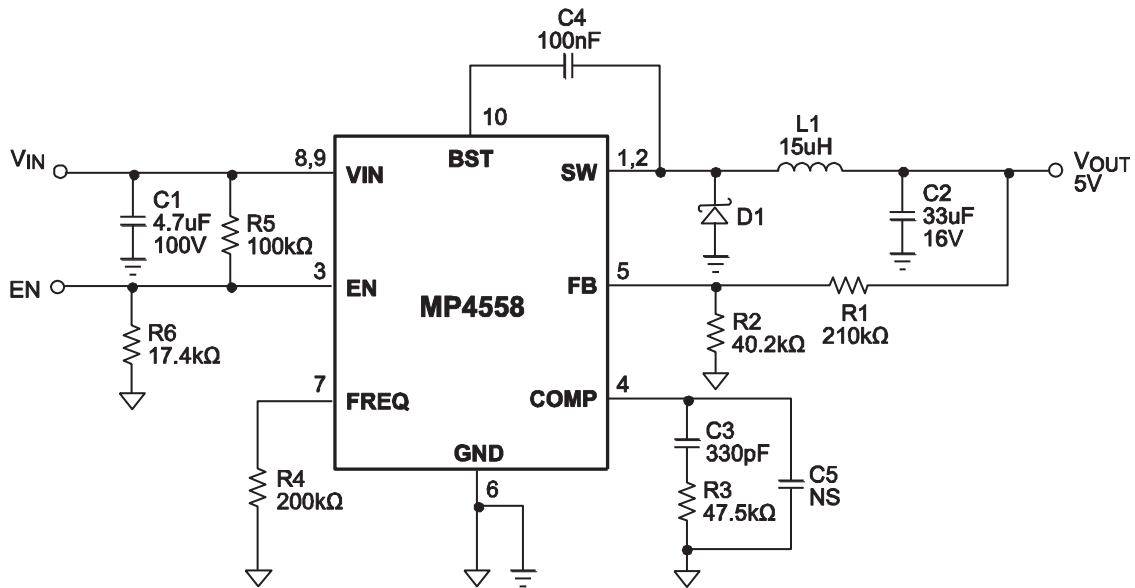 C4
100nF
10
BST
L1
15uH
VIN
8,9
VIN
SW
1,2
VOUT
5V
C1
4.7uF
100V
R5
100kΩ
D1
C2
33uF
16V
EN
3
EN
MP4558
FB
5
R6
17.4kΩ
R2
40.2kΩ
R1
210kΩ
7
FREQ
COMP
4
GND
6
R4
200kΩ
C3
330pF
R3
47.5kΩ
C5
NS